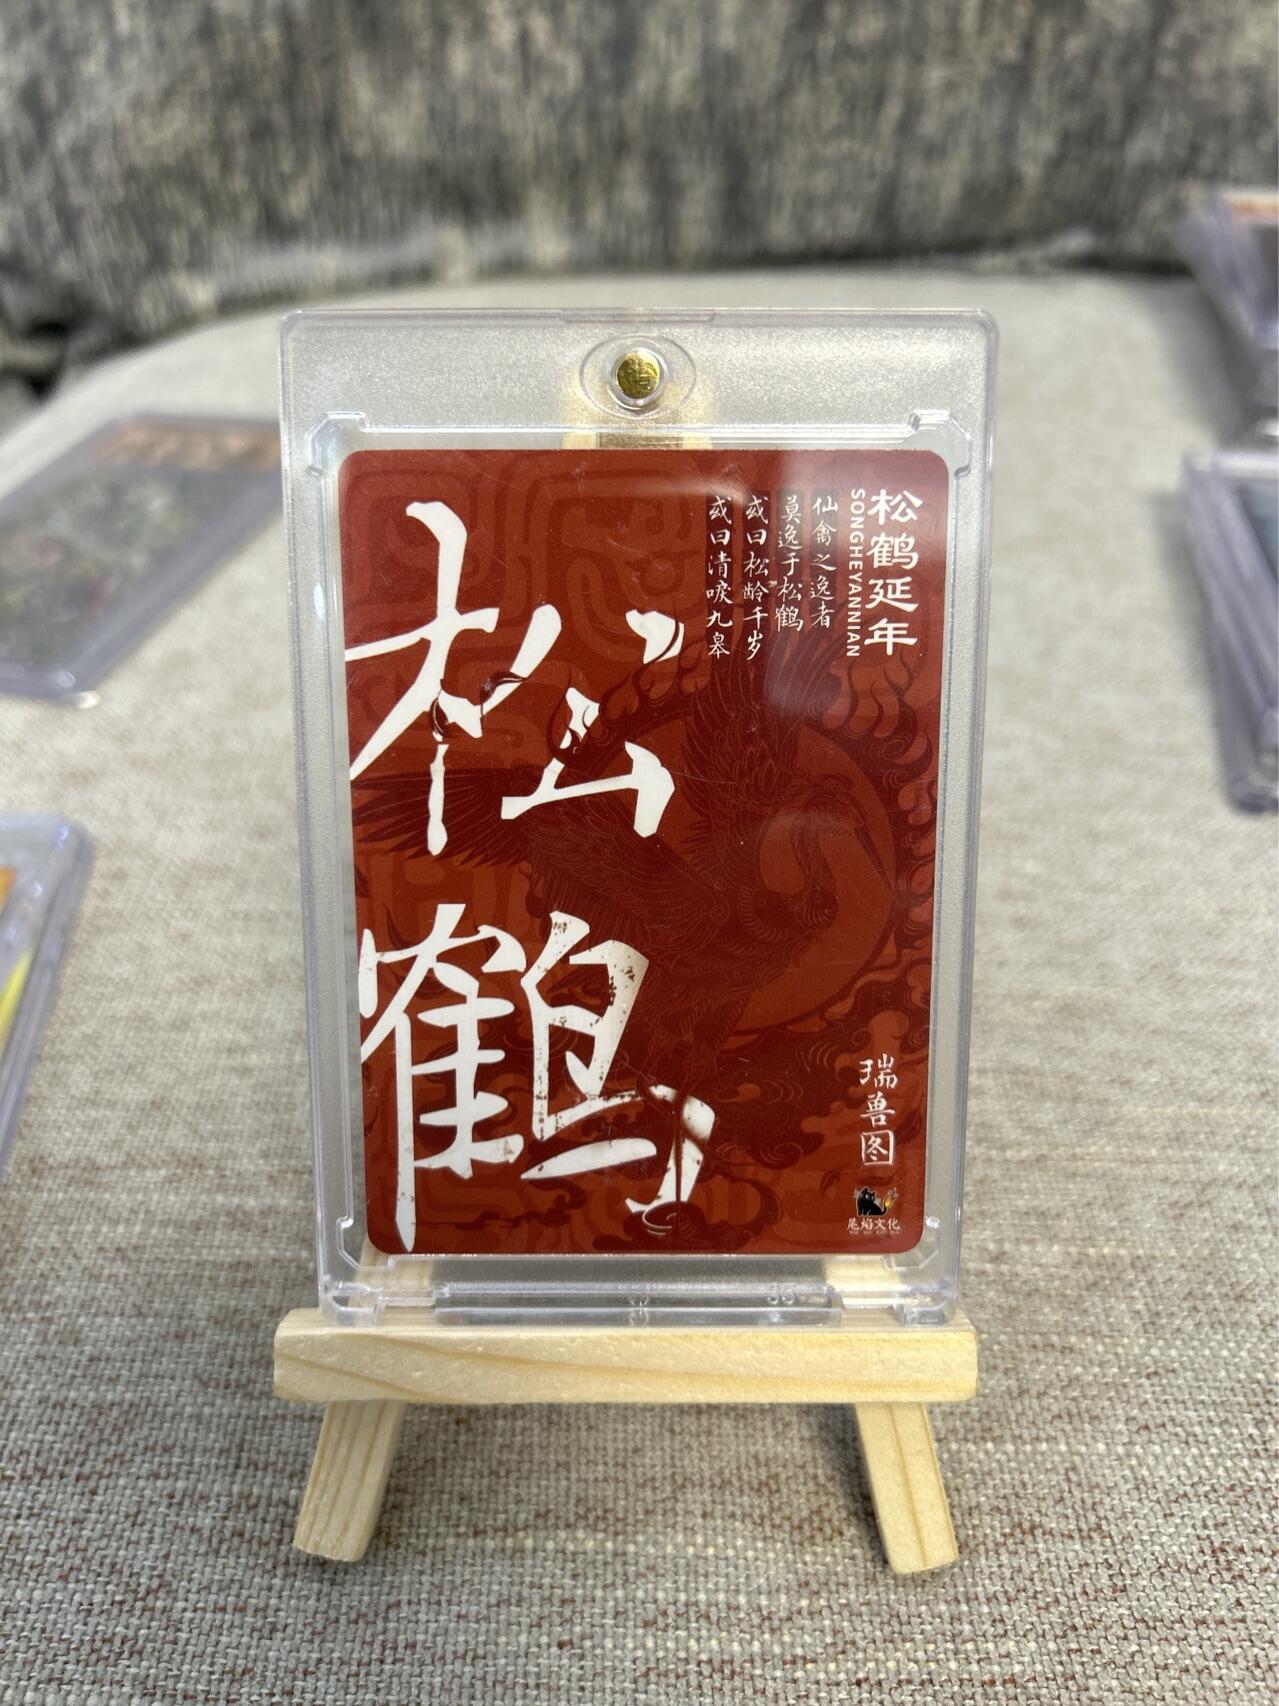 松鹤延年
SONGHEYANNIAN
仙禽之逸者
莫逸于松鹤
或曰松龄千岁
或曰清唳九皋
松鹤
瑞兽图
尾焰文化